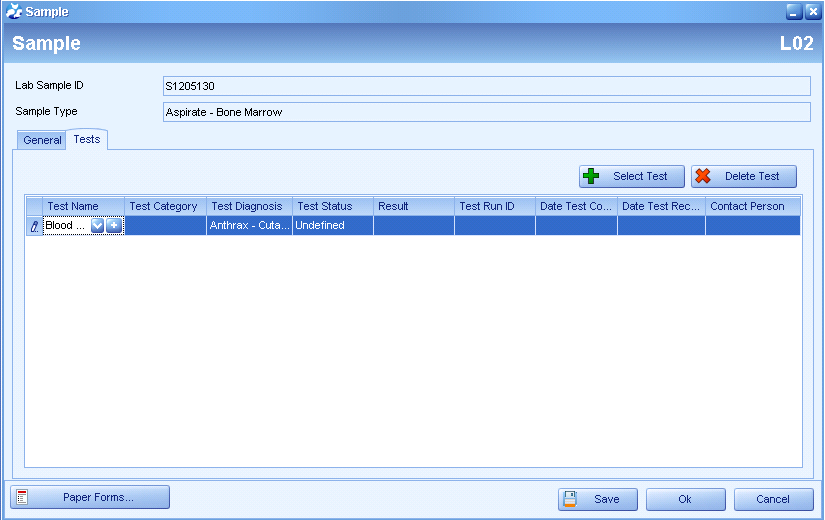 Sample
Sample L02
Lab Sample ID S1205130
Sample Type Aspirate - Bone Marrow
General Tests
Select Test Delete Test
Test Name Test Category Test Diagnosis Test Status Result Test Run ID Date Test Co... Date Test Rec... Contact Person
Blood ... Anthrax - Cuta... Undefined
Paper Forms... Save Ok Cancel